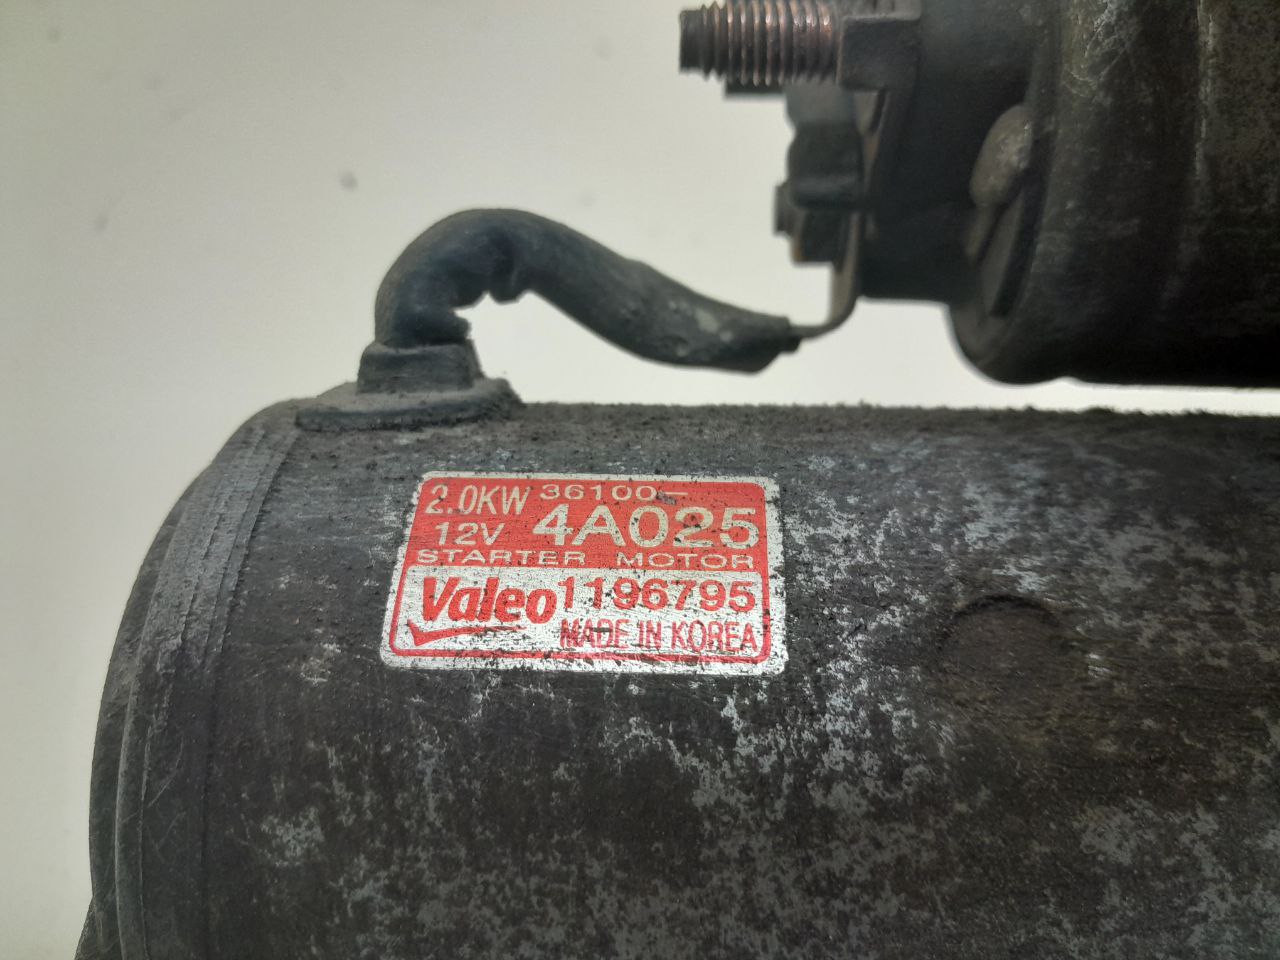 2.0KW 36100-
12V 4A025
STARTER MOTOR
Valeo 1196795
MADE IN KOREA